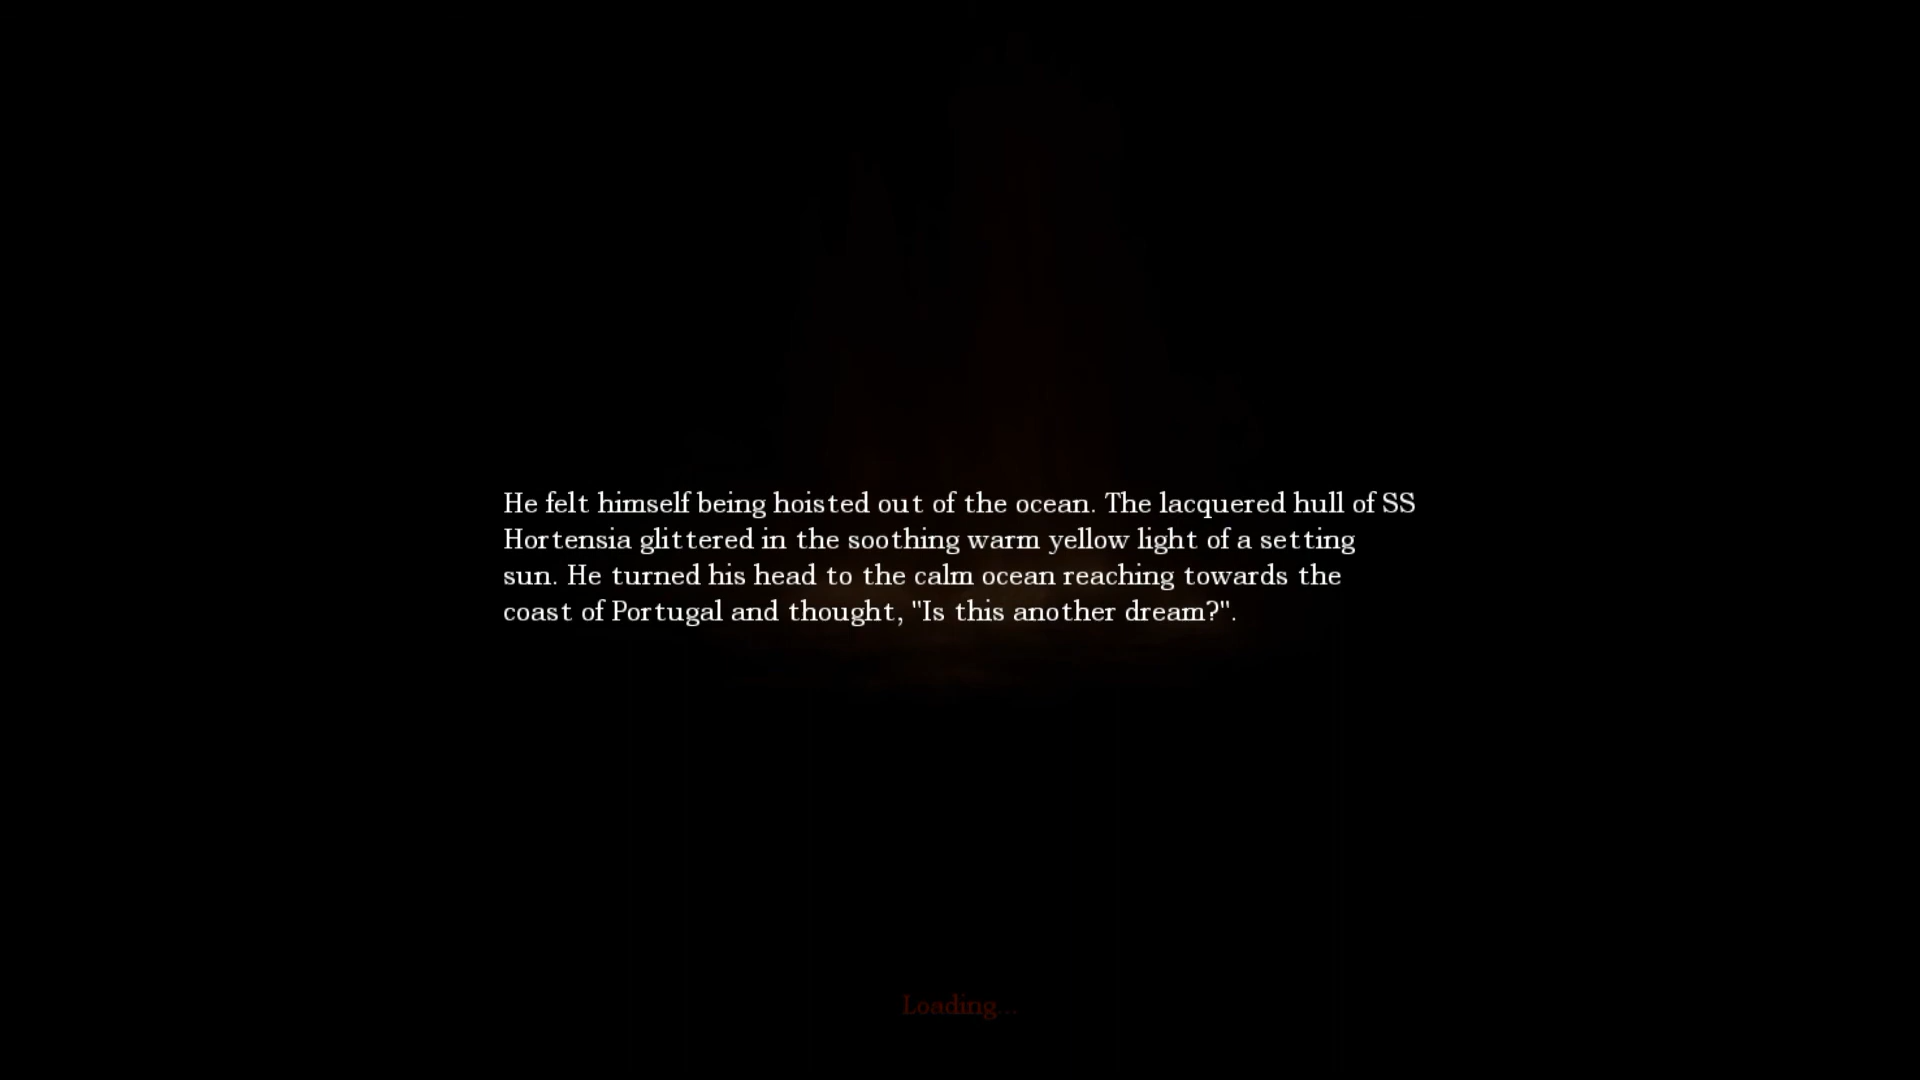 He felt himself being hoisted out of the ocean. The lacquered hull of SS
Hortensia glittered in the soothing warm yellow light of a setting
sun. He turned his head to the calm ocean reaching towards the
coast of Portugal and thought, "Is this another dream?".
Loading...